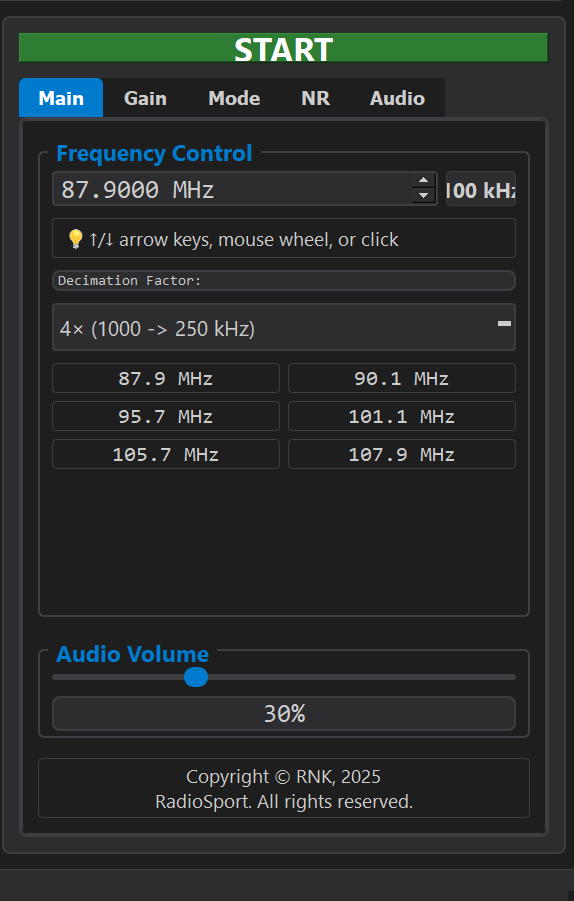 START
Main Gain Mode NR Audio
Frequency Control
87.9000 MHz 100 kHz
💡 ↑/↓ arrow keys, mouse wheel, or click
Decimation Factor:
4× (1000 -> 250 kHz)
87.9 MHz 90.1 MHz
95.7 MHz 101.1 MHz
105.7 MHz 107.9 MHz
Audio Volume
30%
Copyright © RNK, 2025
RadioSport. All rights reserved.